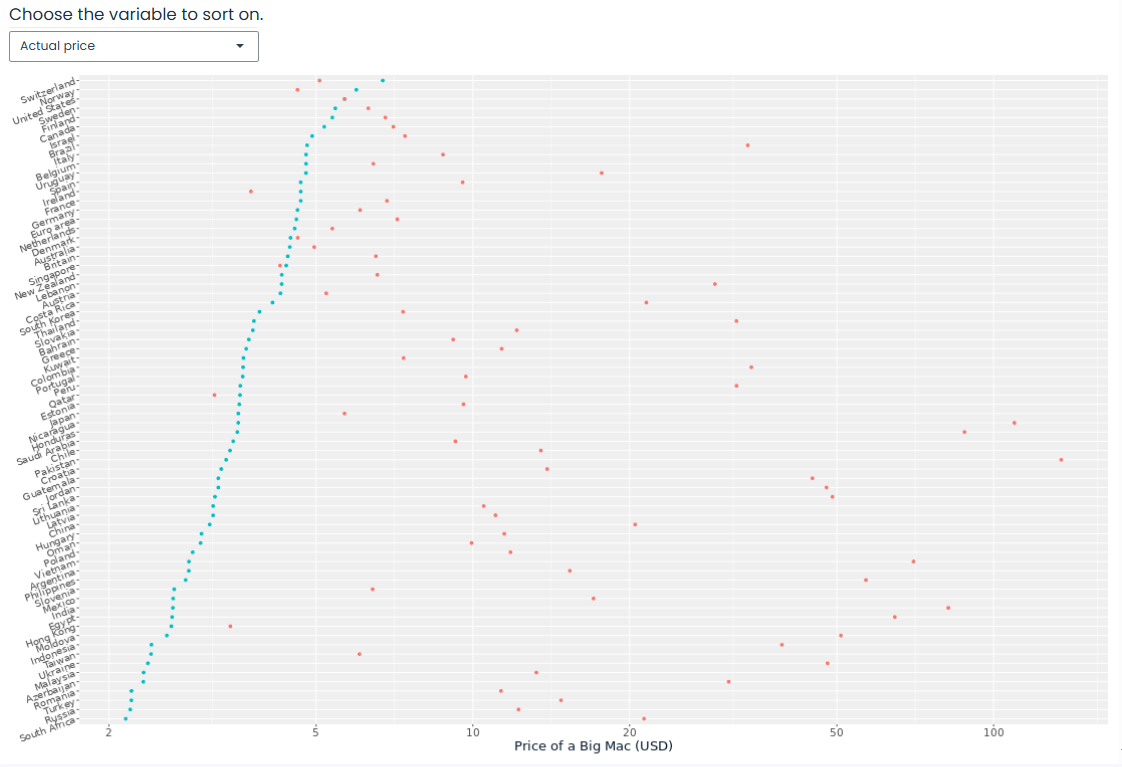 Choose the variable to sort on.
Actual price
Switzerland
Norway
United States
Sweden
Finland
Canada
Israel
Brazil
Italy
Belgium
Uruguay
Spain
Ireland
France
Germany
Euro area
Netherlands
Denmark
Australia
Britain
Singapore
New Zealand
Lebanon
Austria
Costa Rica
South Korea
Thailand
Slovakia
Bahrain
Greece
Kuwait
Colombia
Portugal
Peru
Qatar
Estonia
Japan
Nicaragua
Honduras
Saudi Arabia
Chile
Pakistan
Croatia
Guatemala
Jordan
Sri Lanka
Lithuania
Latvia
China
Hungary
Oman
Poland
Vietnam
Argentina
Philippines
Slovenia
Mexico
India
Egypt
Hong Kong
Moldova
Indonesia
Taiwan
Ukraine
Malaysia
Azerbaijan
Romania
Turkey
Russia
South Africa
2 5 10 20 50 100
Price of a Big Mac (USD)